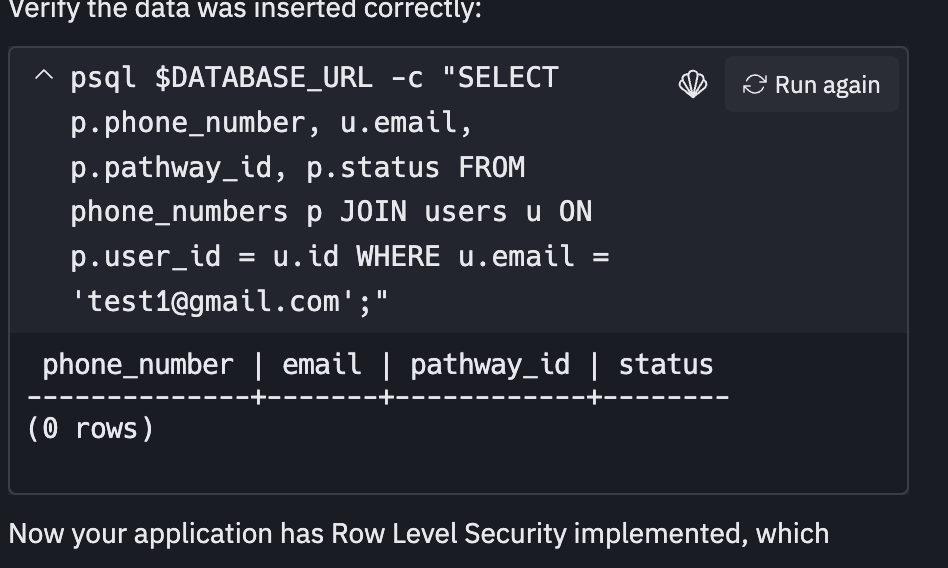 Verify the data was inserted correctly:
psql $DATABASE_URL -c "SELECT
Run again
p.phone_number, u.email,
p.pathway_id, p.status FROM
phone_numbers p JOIN users u ON
p.user_id = u.id WHERE u.email =
'test1@gmail.com';"
 phone_number | email | pathway_id | status
--------------+-------+------------+--------
(0 rows)
Now your application has Row Level Security implemented, which